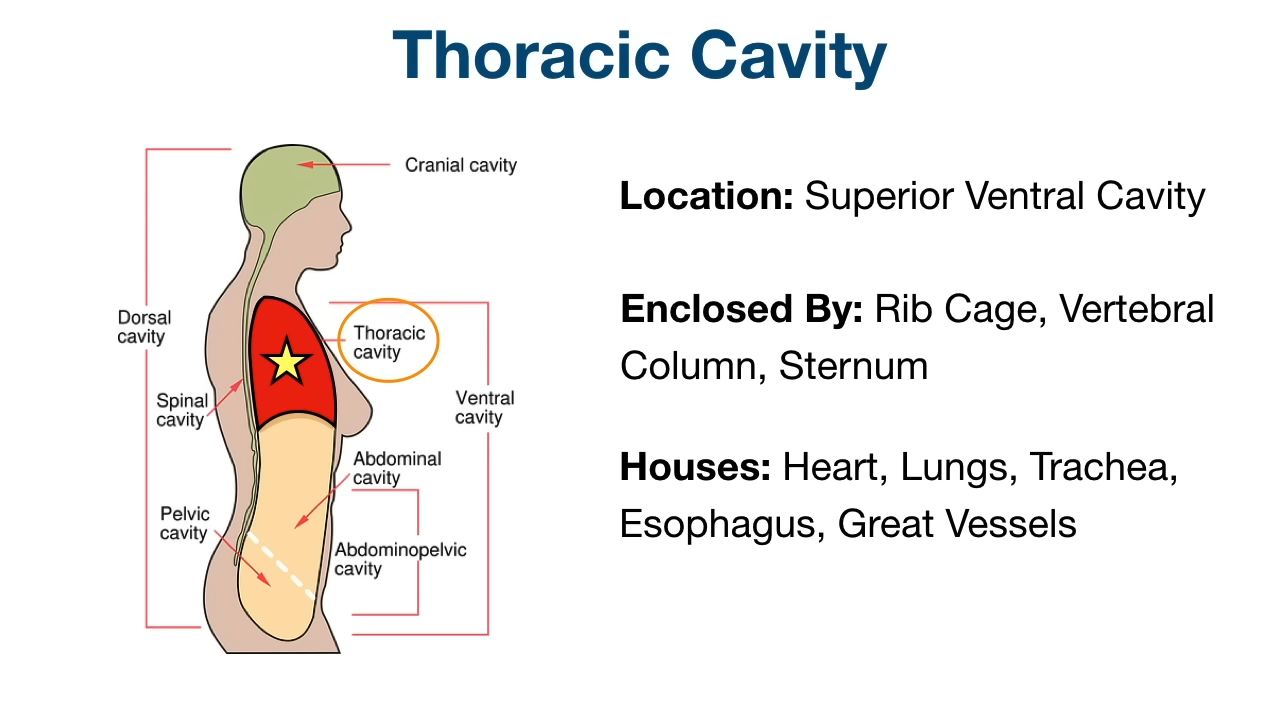 Thoracic Cavity
Cranial cavity
Dorsal
cavity
Thoracic
cavity
Spinal
cavity
Ventral
cavity
Abdominal
cavity
Pelvic
cavity
Abdominopelvic
cavity
Location: Superior Ventral Cavity
Enclosed By: Rib Cage, Vertebral
Column, Sternum
Houses: Heart, Lungs, Trachea,
Esophagus, Great Vessels